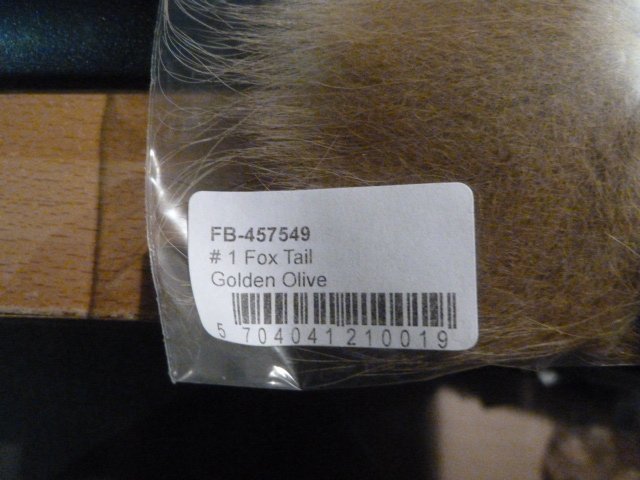 FB-457549
# 1 Fox Tail
Golden Olive
5 704041 210019